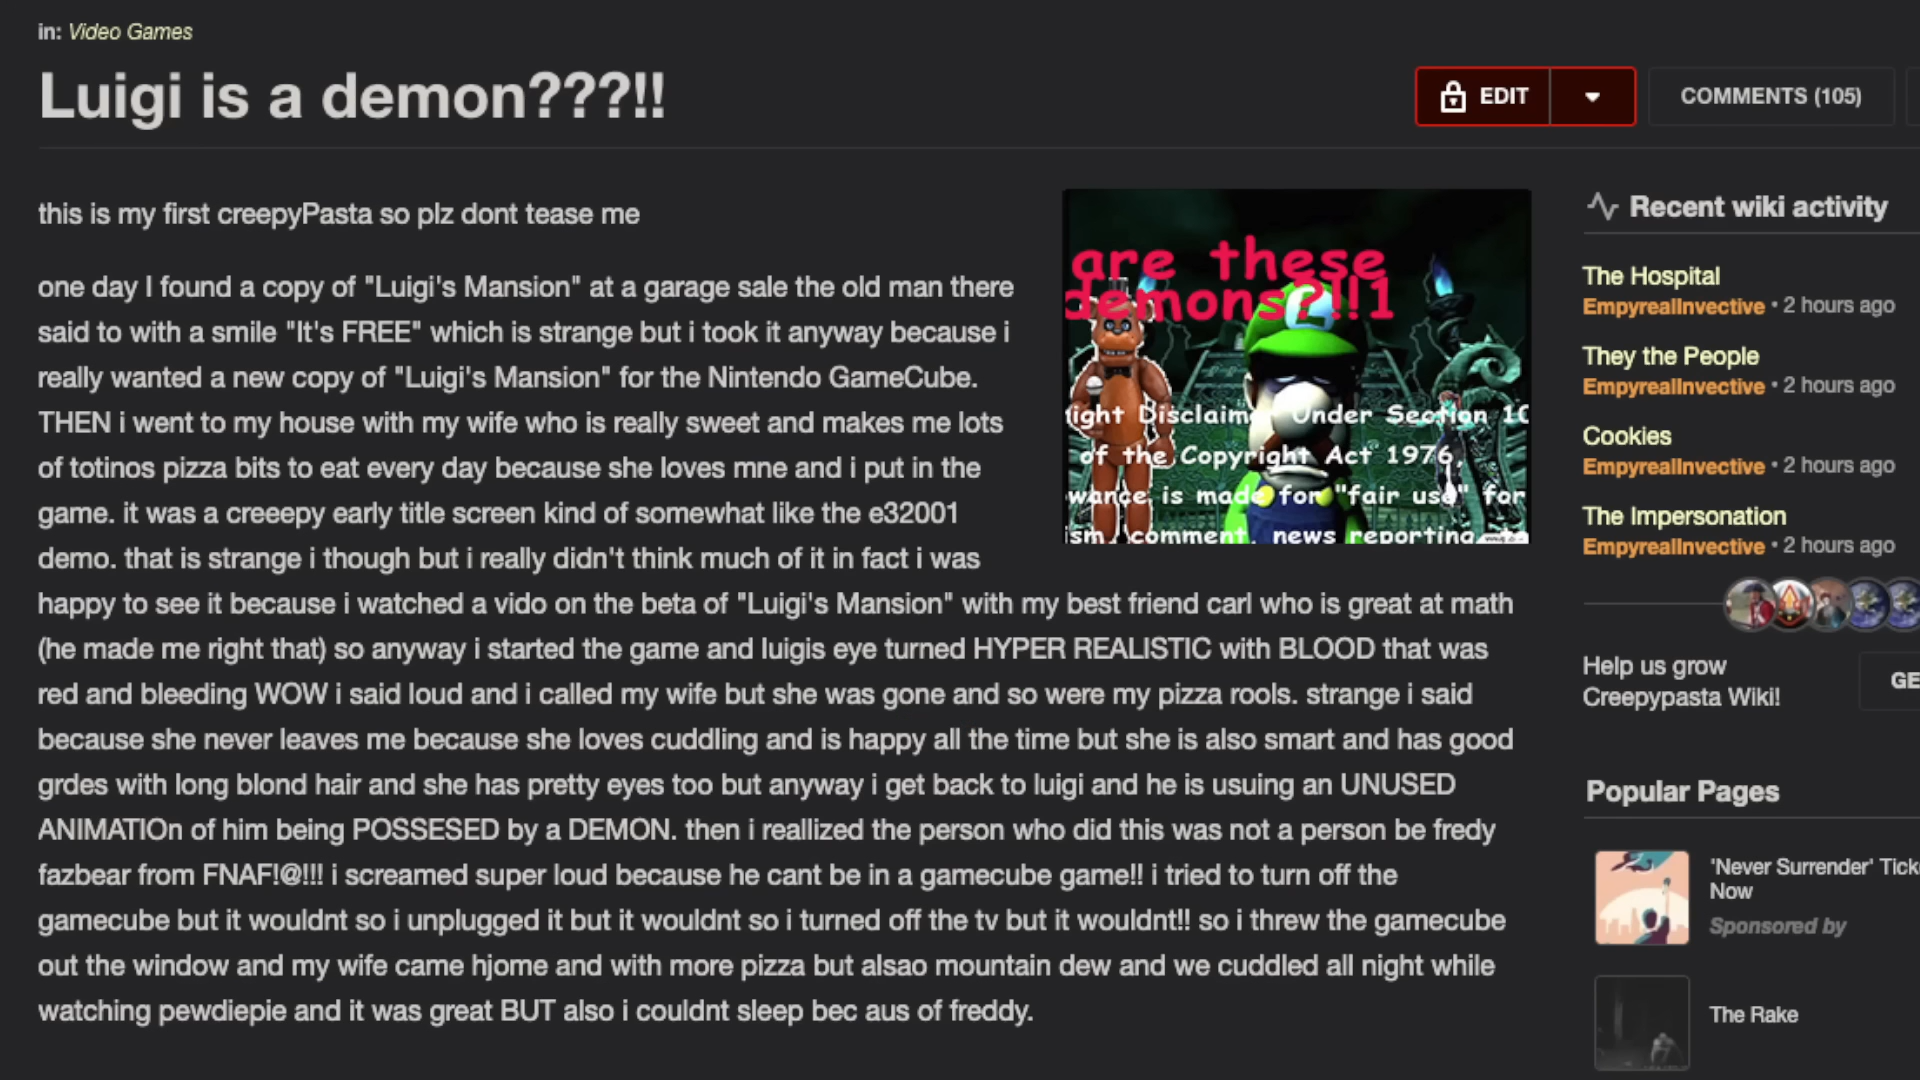 in: Video Games
Luigi is a demon???!!
EDIT
COMMENTS (105)
this is my first creepyPasta so plz dont tease me
one day I found a copy of "Luigi's Mansion" at a garage sale the old man there
said to with a smile "It's FREE" which is strange but i took it anyway because i
really wanted a new copy of "Luigi's Mansion" for the Nintendo GameCube.
THEN i went to my house with my wife who is really sweet and makes me lots
of totinos pizza bits to eat every day because she loves mne and i put in the
game. it was a creeepy early title screen kind of somewhat like the e32001
demo. that is strange i though but i really didn't think much of it in fact i was
happy to see it because i watched a vido on the beta of "Luigi's Mansion" with my best friend carl who is great at math
(he made me right that) so anyway i started the game and luigis eye turned HYPER REALISTIC with BLOOD that was
red and bleeding WOW i said loud and i called my wife but she was gone and so were my pizza rools. strange i said
because she never leaves me because she loves cuddling and is happy all the time but she is also smart and has good
grdes with long blond hair and she has pretty eyes too but anyway i get back to luigi and he is usuing an UNUSED
ANIMATIOn of him being POSSESED by a DEMON. then i reallized the person who did this was not a person be fredy
fazbear from FNAF!@!!! i screamed super loud because he cant be in a gamecube game!! i tried to turn off the
gamecube but it wouldnt so i unplugged it but it wouldnt so i turned off the tv but it wouldnt!! so i threw the gamecube
out the window and my wife came hjome and with more pizza but alsao mountain dew and we cuddled all night while
watching pewdiepie and it was great BUT also i couldnt sleep bec aus of freddy.
are these
demons?!!1
ight Disclaime Under Section 10
of the Copyright Act 1976,
wance is made for "fair use" for
ism, comment, news reporting,
Recent wiki activity
The Hospital
EmpyrealInvective • 2 hours ago
They the People
EmpyrealInvective • 2 hours ago
Cookies
EmpyrealInvective • 2 hours ago
The Impersonation
EmpyrealInvective • 2 hours ago
Help us grow
Creepypasta Wiki!
GE
Popular Pages
'Never Surrender' Tick
Now
Sponsored by
The Rake